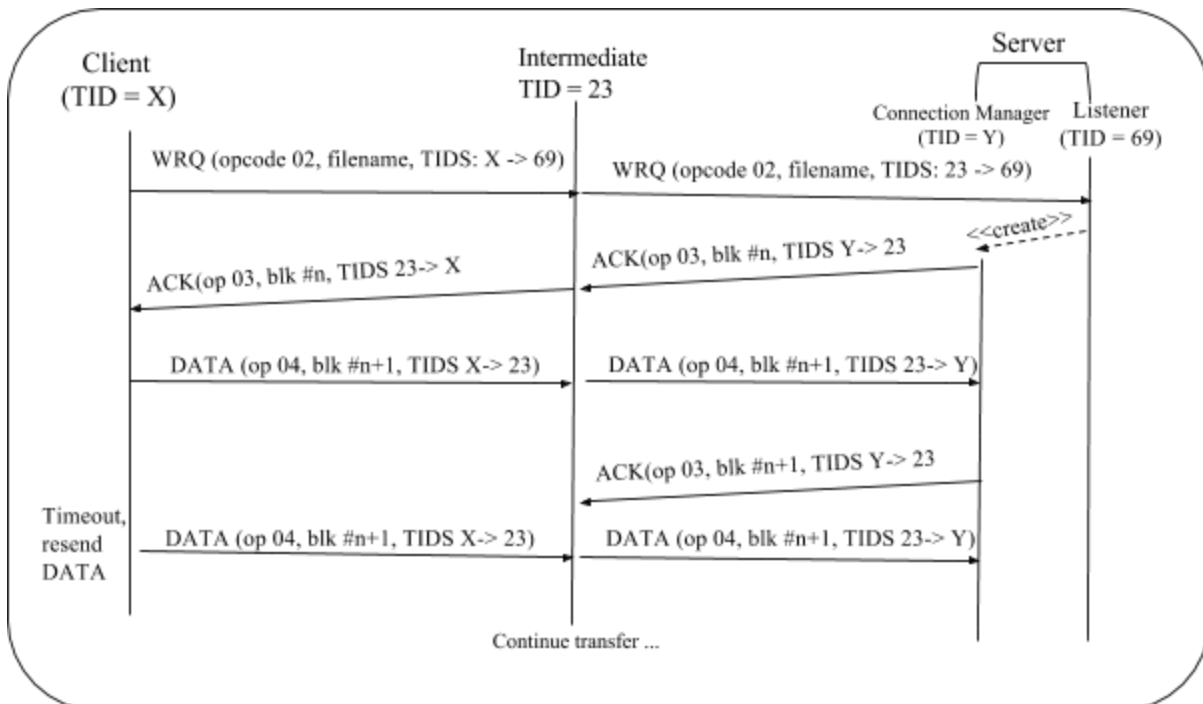 Server
Client
(TID = X)
Intermediate
TID = 23
Connection Manager
(TID = Y)
Listener
(TID = 69)
WRQ (opcode 02, filename, TIDS: X -> 69)
WRQ (opcode 02, filename, TIDS: 23 -> 69)
<<create>>
ACK(op 03, blk #n, TIDS Y-> 23
ACK(op 03, blk #n, TIDS 23-> X
DATA (op 04, blk #n+1, TIDS X-> 23)
DATA (op 04, blk #n+1, TIDS 23-> Y)
ACK(op 03, blk #n+1, TIDS Y-> 23
Timeout,
resend
DATA
DATA (op 04, blk #n+1, TIDS X-> 23)
DATA (op 04, blk #n+1, TIDS 23-> Y)
Continue transfer ...